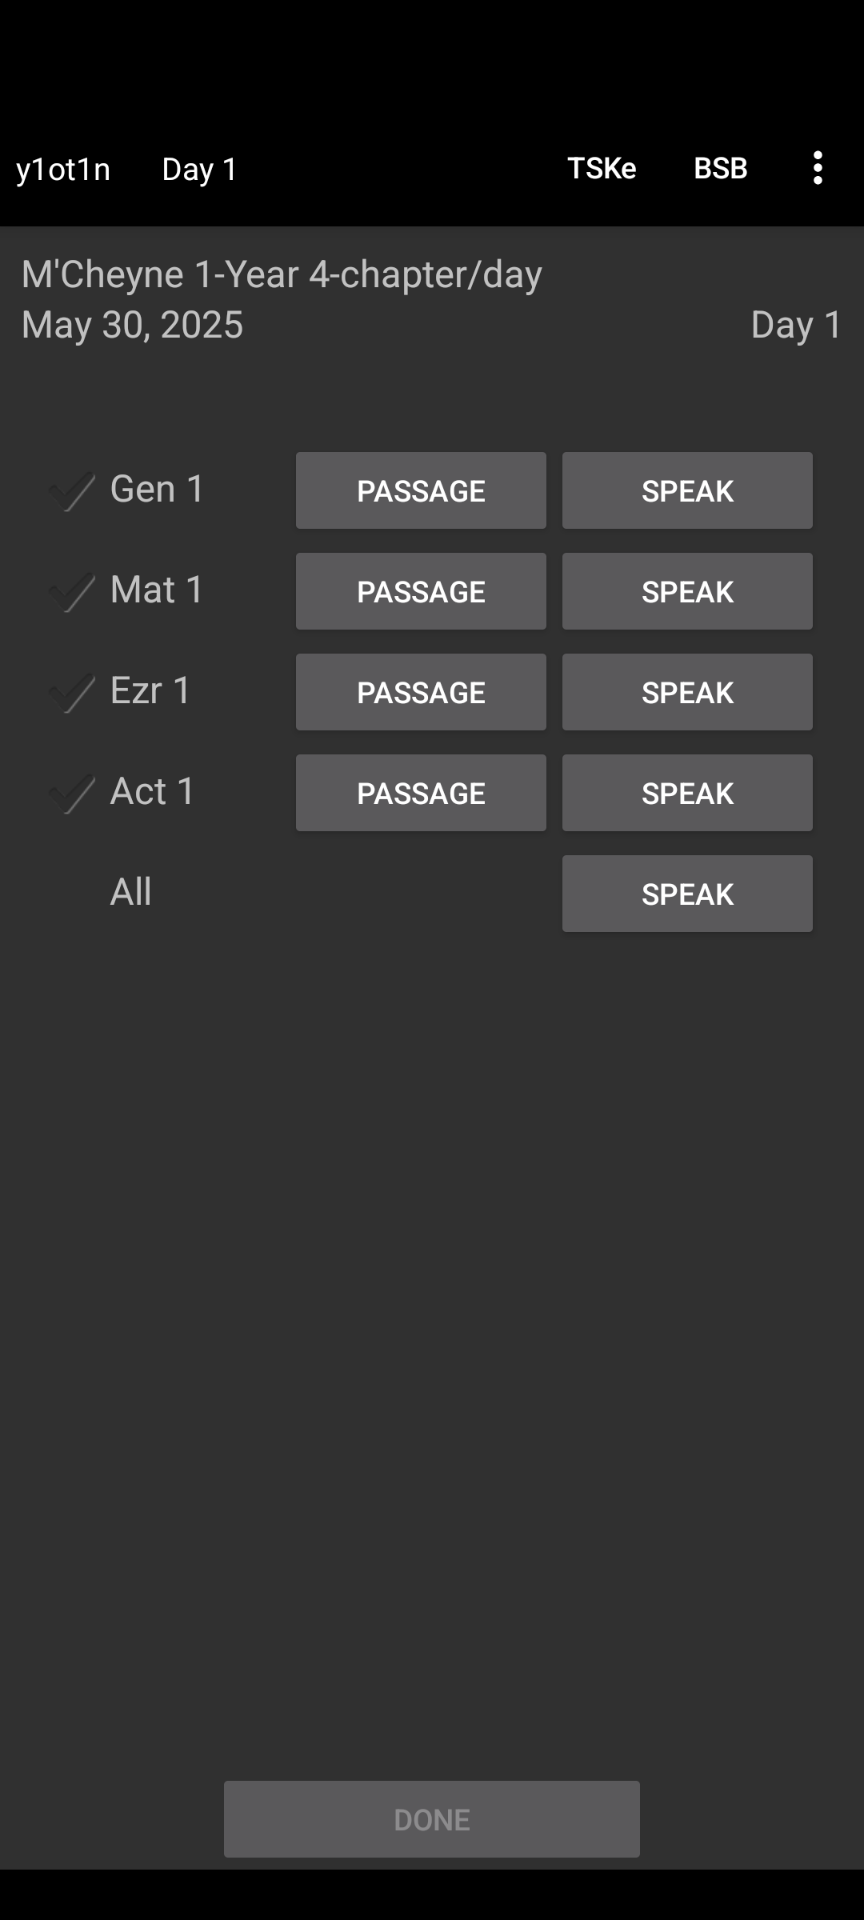 y1ot1n Day 1 TSKe BSB
M'Cheyne 1-Year 4-chapter/day
May 30, 2025 Day 1
Gen 1 PASSAGE SPEAK
Mat 1 PASSAGE SPEAK
Ezr 1 PASSAGE SPEAK
Act 1 PASSAGE SPEAK
All SPEAK
DONE